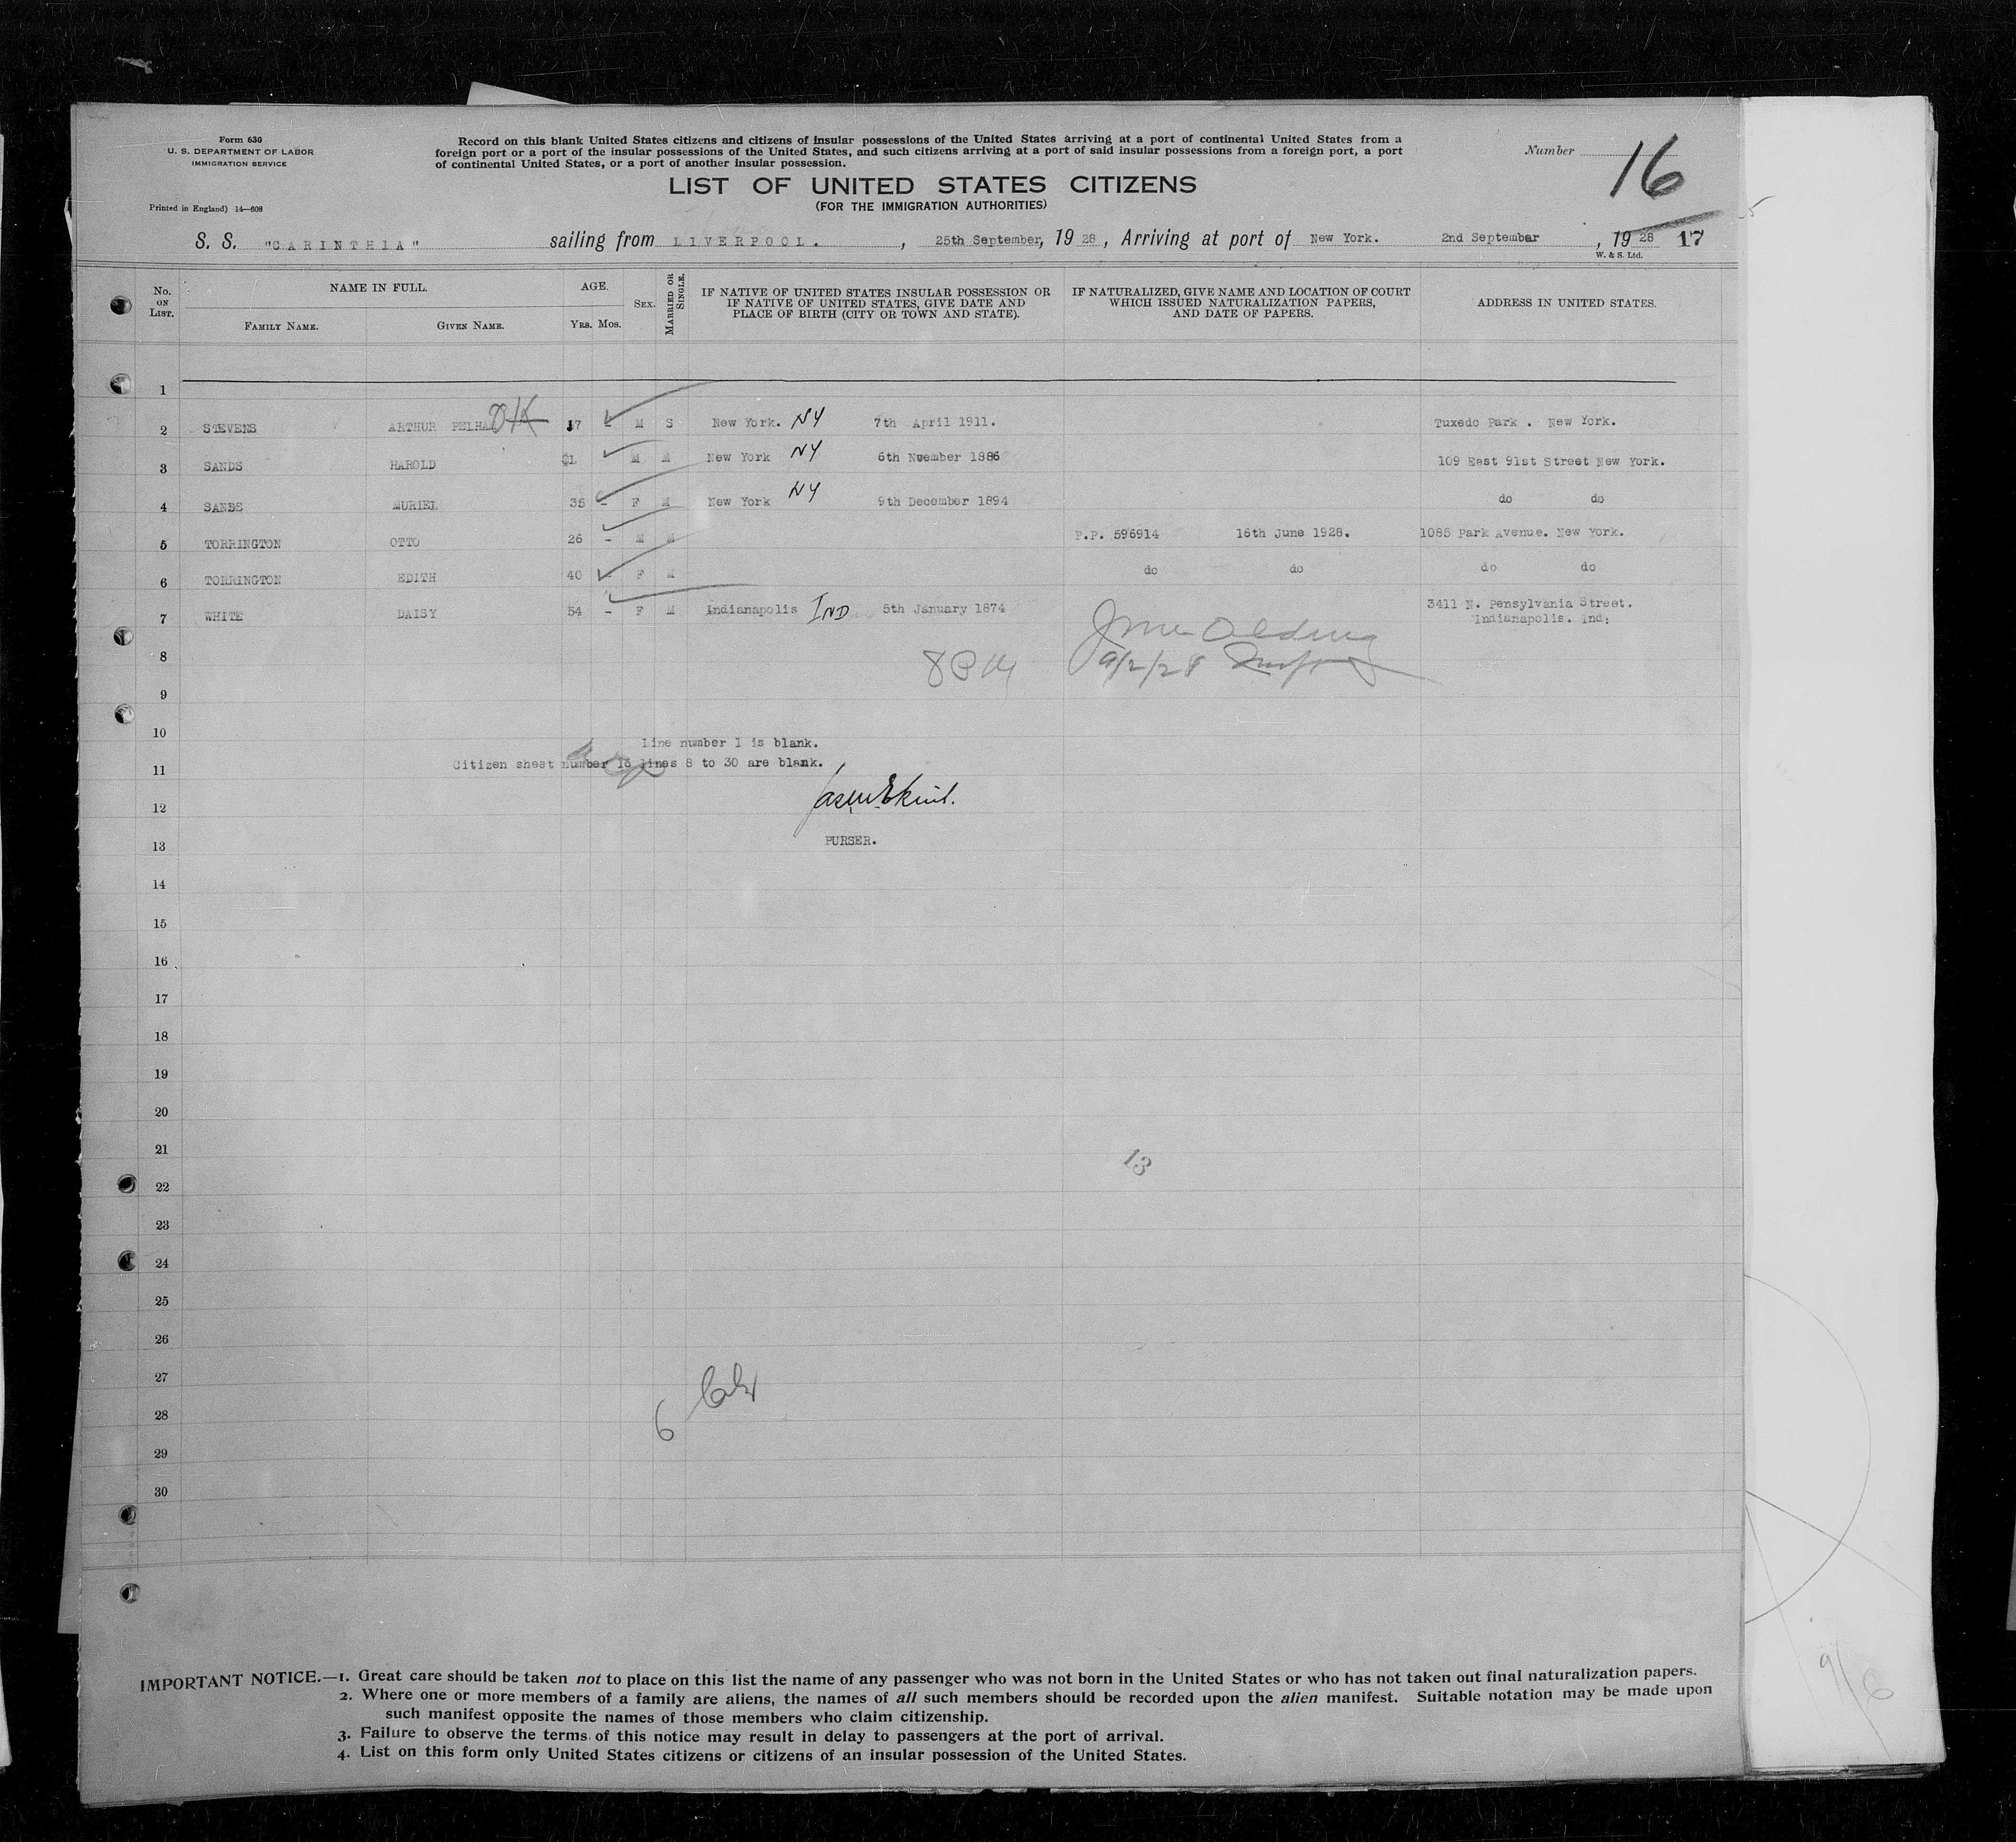 Form 630
U. S. DEPARTMENT OF LABOR
IMMIGRATION SERVICE
Printed in England) 14—608
Record on this blank United States citizens and citizens of insular possessions of the United States arriving at a port of continental United States from a
foreign port or a port of the insular possessions of the United States, and such citizens arriving at a port of said insular possessions from a foreign port, a port
of continental United States, or a port of another insular possession.
Number 16
LIST OF UNITED STATES CITIZENS
(FOR THE IMMIGRATION AUTHORITIES)
S. S. "CARINTHIA" sailing from LIVERPOOL. , 25th September, 19 28 , Arriving at port of New York. 2nd September , 19 28 17
W. & S. Ltd.
No. ON LIST. NAME IN FULL. FAMILY NAME. GIVEN NAME. AGE. YRS. MOS. SEX. MARRIED OR SINGLE. IF NATIVE OF UNITED STATES INSULAR POSSESSION OR IF NATIVE OF UNITED STATES, GIVE DATE AND PLACE OF BIRTH (CITY OR TOWN AND STATE). IF NATURALIZED, GIVE NAME AND LOCATION OF COURT WHICH ISSUED NATURALIZATION PAPERS, AND DATE OF PAPERS. ADDRESS IN UNITED STATES.
1
2 STEVENS ARTHUR PELHA OK 17 - M S New York. NY 7th April 1911. Tuxedo Park . New York.
3 SANDS HAROLD M M New York NY 6th Nvember 1886 109 East 91st Street New York.
4 SANDS MURIEL 35 - F M New York NY 9th December 1894 do do
5 TORRINGTON OTTO 26 - M M P.P. 596914 16th June 1928. 1085 Park Avenue. New York.
6 TORRINGTON EDITH 40 - F M do do do do
7 WHITE DAISY 54 - F M Indianapolis IND 5th January 1874 3411 N. Pensylvania Street.
Indianapolis. Ind:
8 9/2/28
9
10 Line number 1 is blank.
11 Citizen sheet number 16 lines 8 to 30 are blank.
12
13 PURSER.
14
15
16
17
18
19
20
21 13
22
23
24
25
26
27
28 6
29
30
IMPORTANT NOTICE.—1. Great care should be taken not to place on this list the name of any passenger who was not born in the United States or who has not taken out final naturalization papers.
2. Where one or more members of a family are aliens, the names of all such members should be recorded upon the alien manifest. Suitable notation may be made upon
such manifest opposite the names of those members who claim citizenship.
3. Failure to observe the terms of this notice may result in delay to passengers at the port of arrival.
4. List on this form only United States citizens or citizens of an insular possession of the United States.